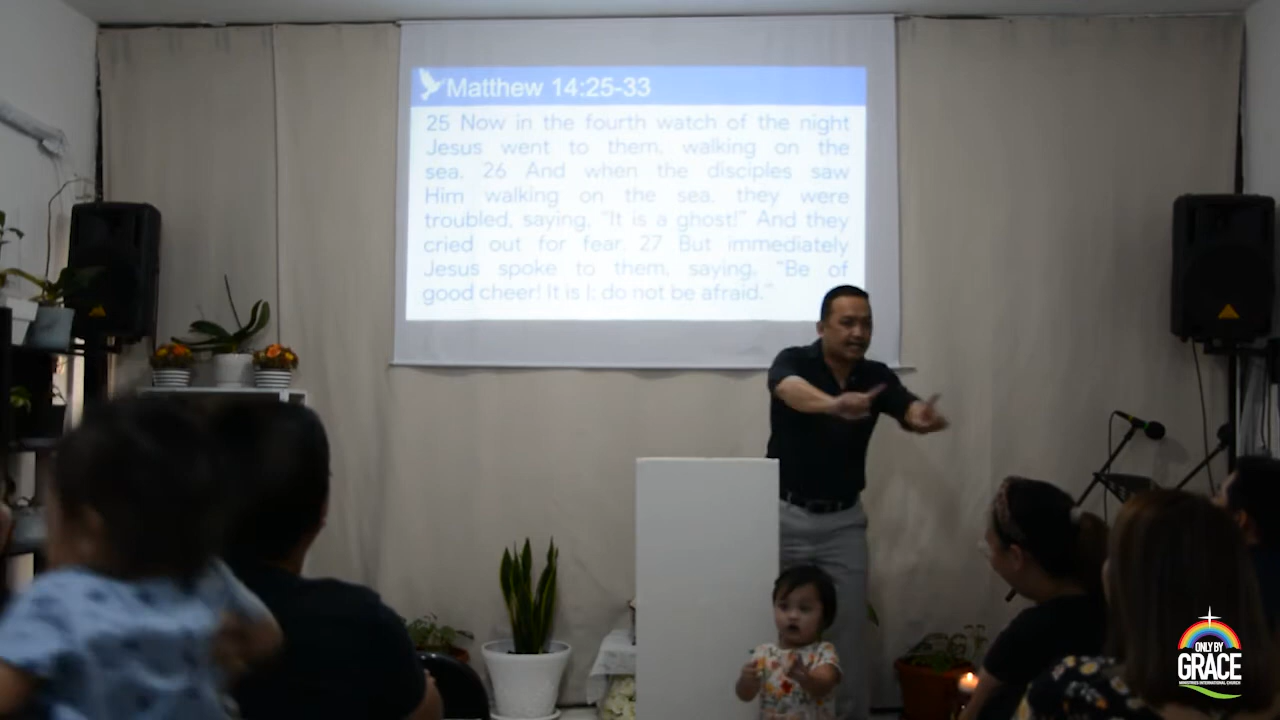 Matthew 14:25-33
25 Now in the fourth watch of the night
Jesus went to them, walking on the
sea. 26 And when the disciples saw
Him walking on the sea, they were
troubled, saying, "It is a ghost!" And they
cried out for fear. 27 But immediately
Jesus spoke to them, saying, "Be of
good cheer! It is I; do not be afraid."
ONLY BY
GRACE
MINISTRIES INTERNATIONAL CHURCH